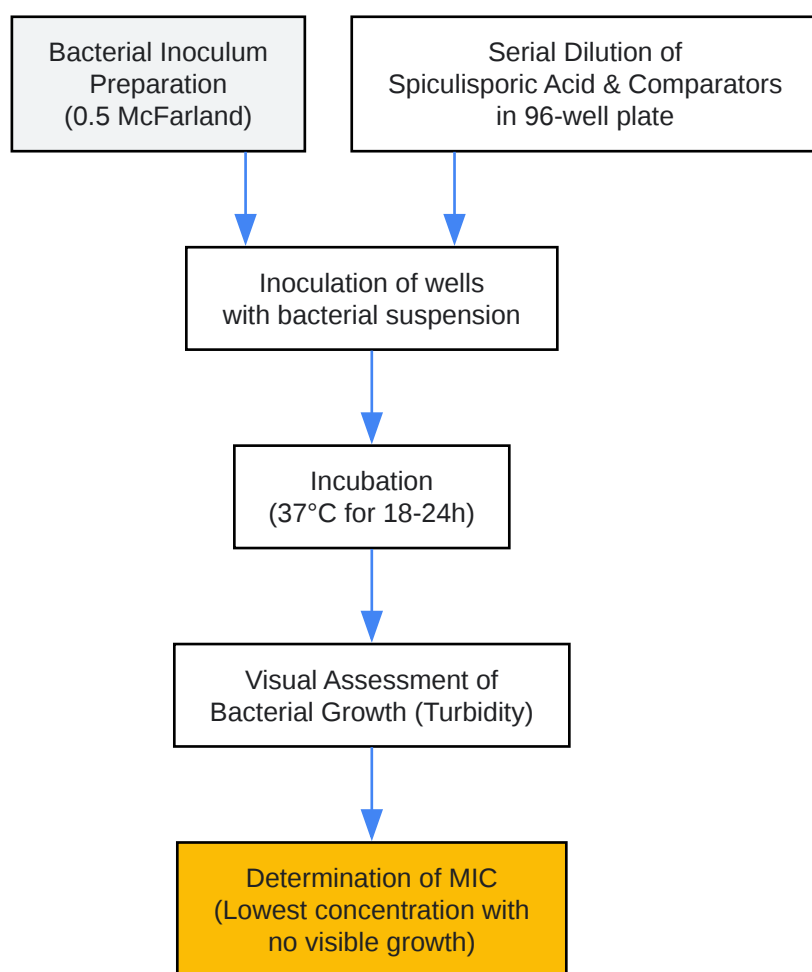 Bacterial Inoculum
Preparation
(0.5 McFarland)
Serial Dilution of
Spiculisporic Acid & Comparators
in 96-well plate
Inoculation of wells
with bacterial suspension
Incubation
(37°C for 18-24h)
Visual Assessment of
Bacterial Growth (Turbidity)
Determination of MIC
(Lowest concentration with
no visible growth)